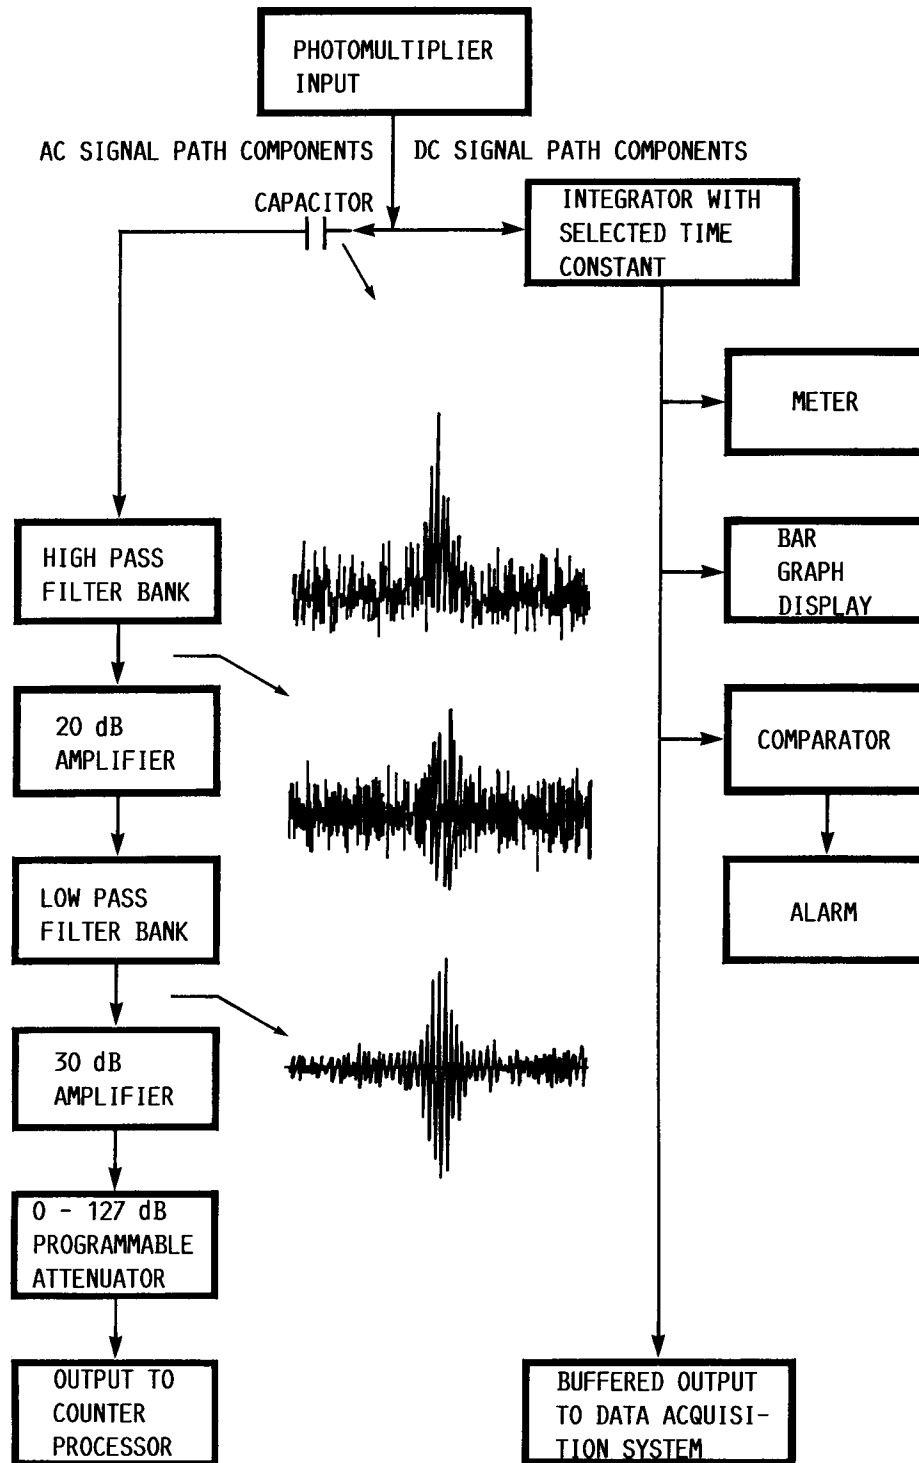 PHOTOMULTIPLIER
INPUT
AC SIGNAL PATH COMPONENTS
DC SIGNAL PATH COMPONENTS
CAPACITOR
INTEGRATOR WITH
SELECTED TIME
CONSTANT
METER
HIGH PASS
FILTER BANK
BAR
GRAPH
DISPLAY
20 dB
AMPLIFIER
COMPARATOR
LOW PASS
FILTER BANK
ALARM
30 dB
AMPLIFIER
0 - 127 dB
PROGRAMMABLE
ATTENUATOR
OUTPUT TO
COUNTER
PROCESSOR
BUFFERED OUTPUT
TO DATA ACQUISI-
TION SYSTEM